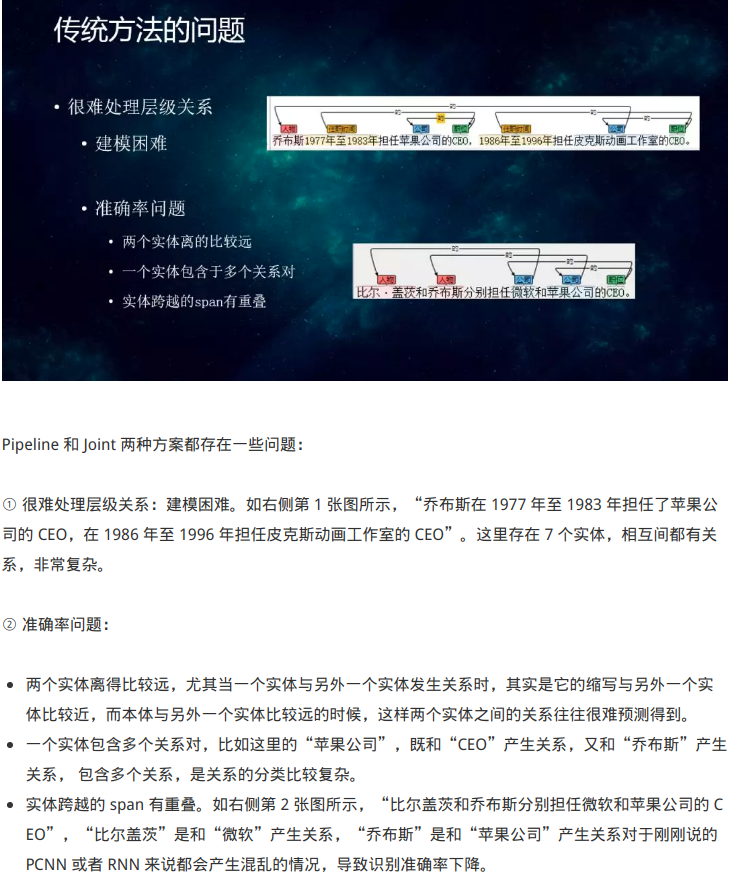 传统方法的问题
• 很难处理层级关系
• 建模困难
人物 任职时间 公司 职位 任职时间 公司 职位
乔布斯1977年至1983年担任苹果公司的CEO，1986年至1996年担任皮克斯动画工作室的CEO。
• 准确率问题
• 两个实体离的比较远
• 一个实体包含于多个关系对
• 实体跨越的span有重叠
人物 人物 公司 公司 职位
比尔·盖茨和乔布斯分别担任微软和苹果公司的CEO。
Pipeline 和 Joint 两种方案都存在一些问题：
① 很难处理层级关系：建模困难。如右侧第 1 张图所示，“乔布斯在 1977 年至 1983 年担任了苹果公
司的 CEO，在 1986 年至 1996 年担任皮克斯动画工作室的 CEO”。这里存在 7 个实体，相互间都有关
系，非常复杂。
② 准确率问题：
• 两个实体离得比较远，尤其当一个实体与另外一个实体发生关系时，其实是它的缩写与另外一个实
体比较近，而本体与另外一个实体比较远的时候，这样两个实体之间的关系往往很难预测得到。
• 一个实体包含多个关系对，比如这里的“苹果公司”，既和“CEO”产生关系，又和“乔布斯”产生
关系， 包含多个关系，是关系的分类比较复杂。
• 实体跨越的 span 有重叠。如右侧第 2 张图所示，“比尔盖茨和乔布斯分别担任微软和苹果公司的 C
EO”，“比尔盖茨”是和“微软”产生关系，“乔布斯”是和“苹果公司”产生关系对于刚刚说的
PCNN 或者 RNN 来说都会产生混乱的情况，导致识别准确率下降。